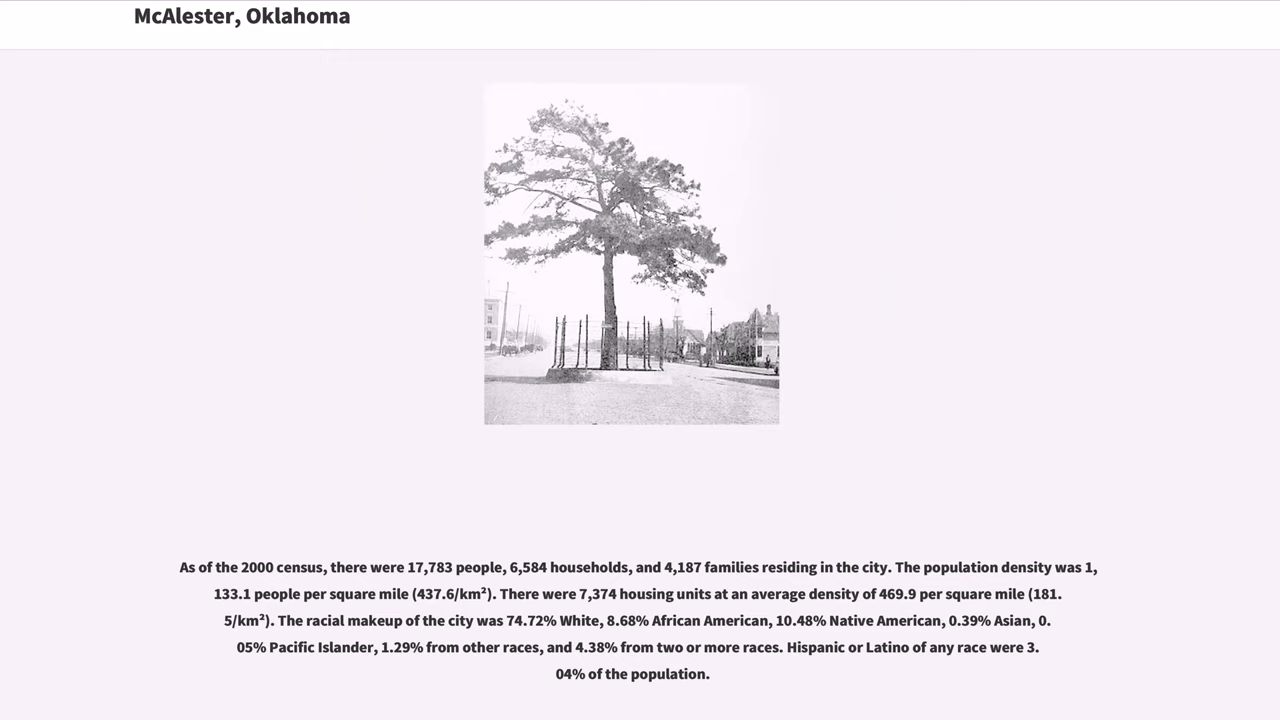 McAlester, Oklahoma
As of the 2000 census, there were 17,783 people, 6,584 households, and 4,187 families residing in the city. The population density was 1,
133.1 people per square mile (437.6/km²). There were 7,374 housing units at an average density of 469.9 per square mile (181.
5/km²). The racial makeup of the city was 74.72% White, 8.68% African American, 10.48% Native American, 0.39% Asian, 0.
05% Pacific Islander, 1.29% from other races, and 4.38% from two or more races. Hispanic or Latino of any race were 3.
04% of the population.